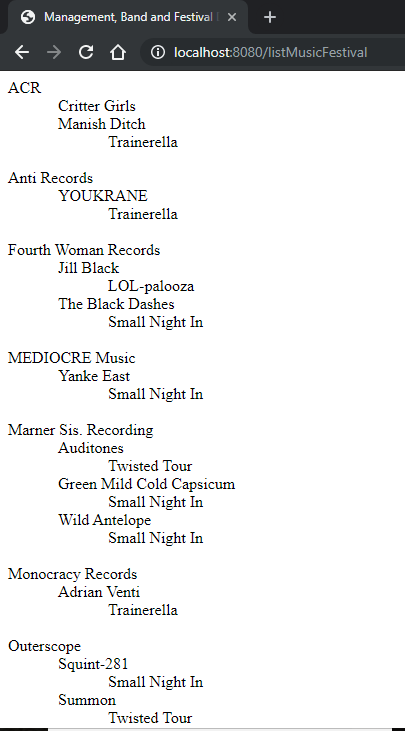 Management, Band and Festival
localhost:8080/listMusicFestival
ACR
Critter Girls
Manish Ditch
Trainerella
Anti Records
YOUKRANE
Trainerella
Fourth Woman Records
Jill Black
LOL-palooza
The Black Dashes
Small Night In
MEDIOCRE Music
Yanke East
Small Night In
Marner Sis. Recording
Auditones
Twisted Tour
Green Mild Cold Capsicum
Small Night In
Wild Antelope
Small Night In
Monocracy Records
Adrian Venti
Trainerella
Outerscope
Squint-281
Small Night In
Summon
Twisted Tour